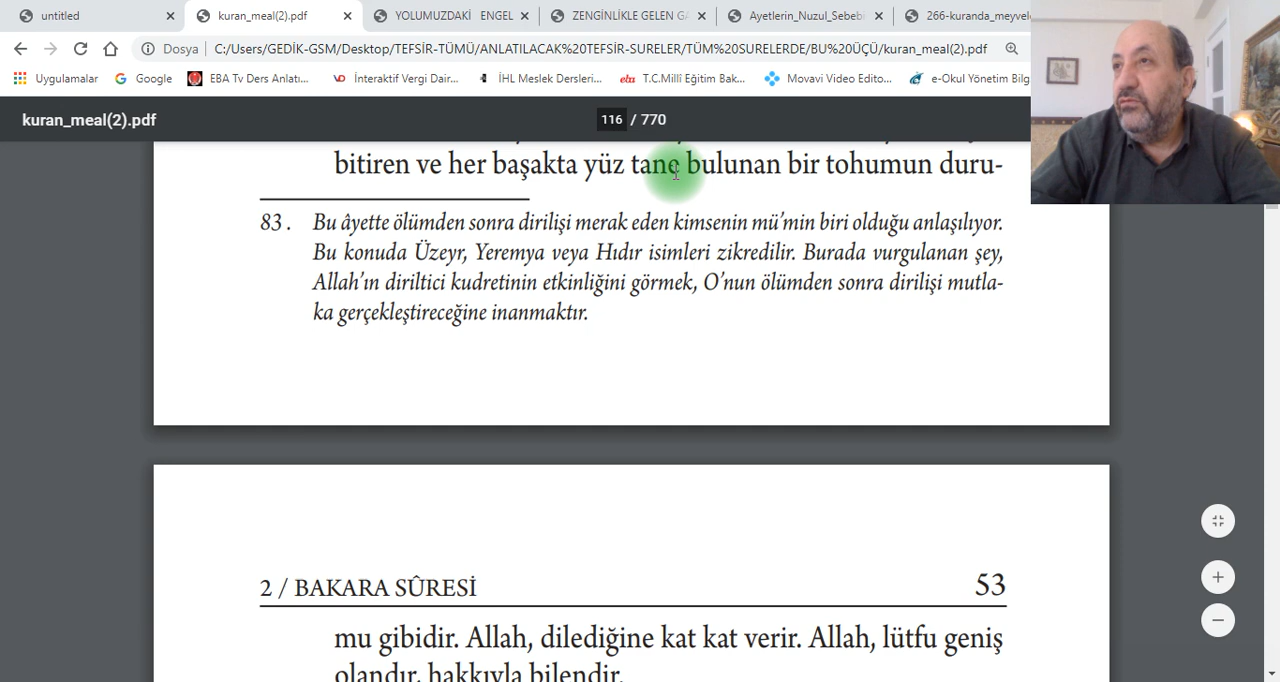 untitled
kuran_meal(2).pdf
YOLUMUZDAKİ ENGEL
ZENGİNLİKLE GELEN GA
Ayetlerin_Nuzul_Sebebi
266-kuranda_meyvele
Dosya C:/Users/GEDİK-GSM/Desktop/TEFSİR-TÜMÜ/ANLATILACAK%20TEFSİR-SURELER/TÜM%20SURELERDE/BU%20ÜÇÜ/kuran_meal(2).pdf
Uygulamalar Google EBA Tv Ders Anlatı... İnteraktif Vergi Dair... İHL Meslek Dersleri... T.C.Millî Eğitim Bak... Movavi Video Edito... e-Okul Yönetim Bilg
kuran_meal(2).pdf 116 / 770
bitiren ve her başakta yüz tane bulunan bir tohumun duru-
83. Bu âyette ölümden sonra dirilişi merak eden kimsenin mü'min biri olduğu anlaşılıyor.
Bu konuda Üzeyr, Yeremya veya Hıdır isimleri zikredilir. Burada vurgulanan şey,
Allah'ın diriltici kudretinin etkinliğini görmek, O'nun ölümden sonra dirilişi mutla-
ka gerçekleştireceğine inanmaktır.
2 / BAKARA SÛRESİ 53
mu gibidir. Allah, dilediğine kat kat verir. Allah, lütfu geniş
olandır, hakkıyla bilendir.